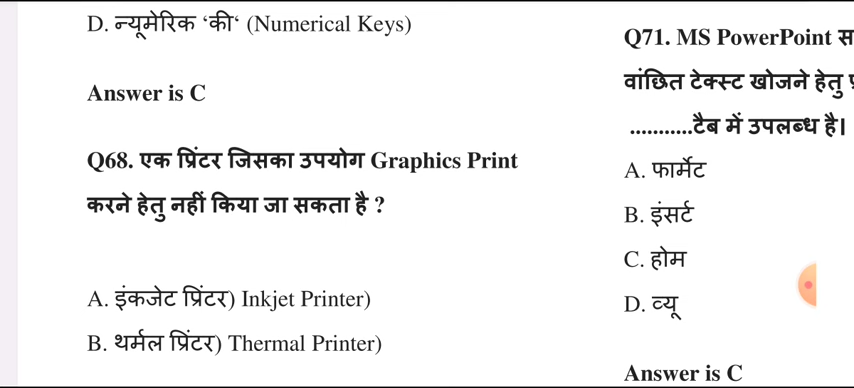 D. न्यूमेरिक ‘की‘ (Numerical Keys)
Answer is C
Q68. एक प्रिंटर जिसका उपयोग Graphics Print
करने हेतु नहीं किया जा सकता है ?
A. इंकजेट प्रिंटर) Inkjet Printer)
B. थर्मल प्रिंटर) Thermal Printer)
Q71. MS PowerPoint
वांछित टेक्स्ट खोजने हेतु
............टैब में उपलब्ध है।
A. फार्मेट
B. इंसर्ट
C. होम
D. व्यू
Answer is C